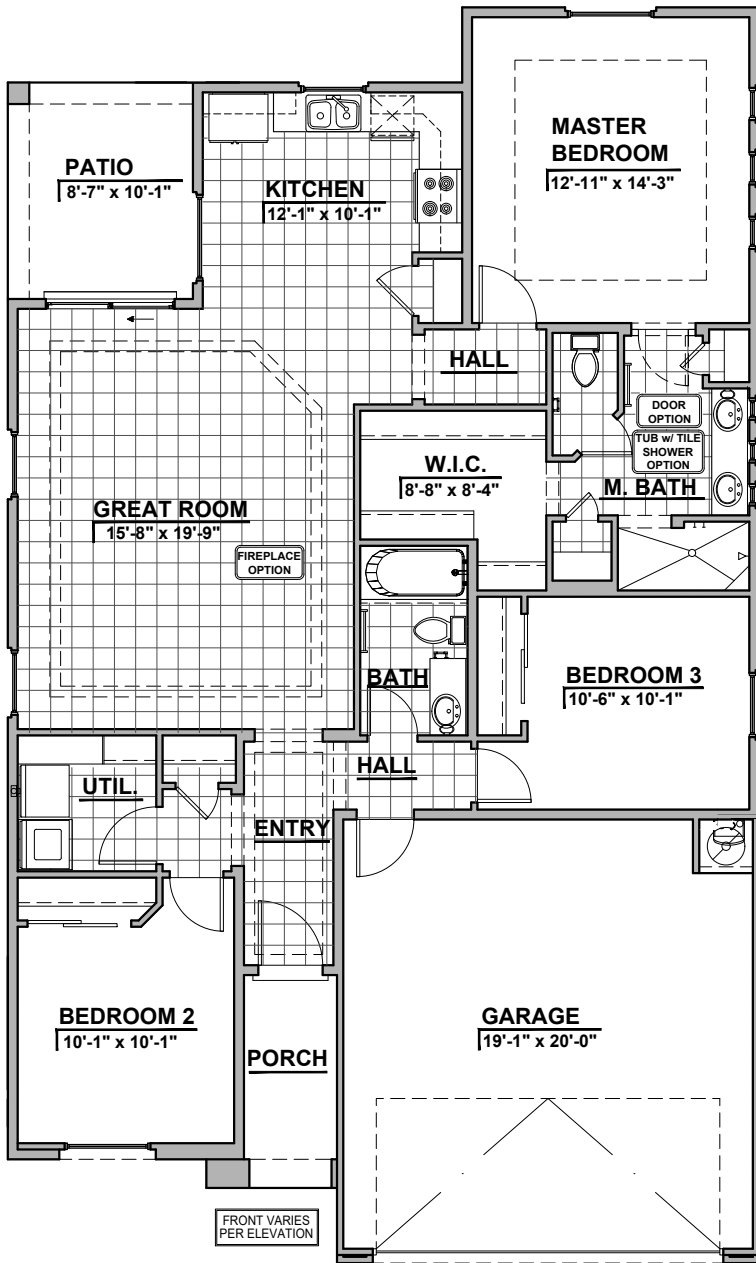 MASTER
BEDROOM
12'-11" x 14'-3"
PATIO
8'-7" x 10'-1"
KITCHEN
12'-1" x 10'-1"
HALL
DOOR
OPTION
TUB w/ TILE
SHOWER
OPTION
W.I.C.
8'-8" x 8'-4"
M. BATH
GREAT ROOM
15'-8" x 19'-9"
FIREPLACE
OPTION
BATH
BEDROOM 3
10'-6" x 10'-1"
HALL
UTIL.
ENTRY
BEDROOM 2
10'-1" x 10'-1"
PORCH
GARAGE
19'-1" x 20'-0"
FRONT VARIES
PER ELEVATION